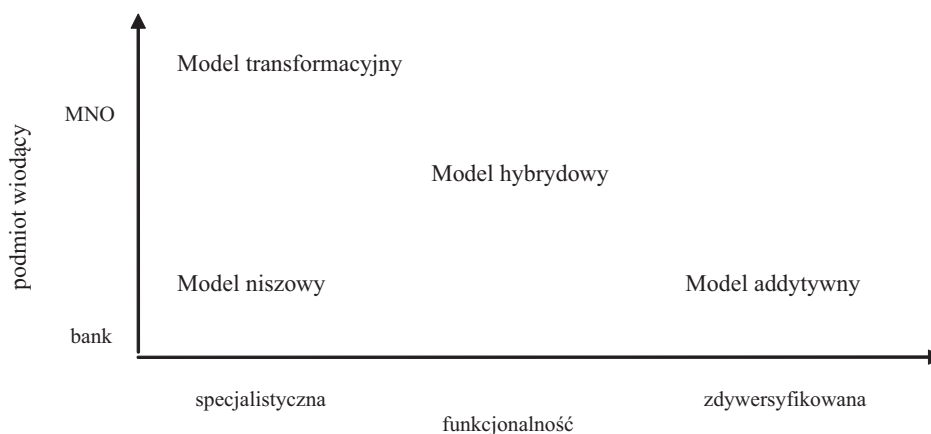 Model transformacyjny
MNO
podmiot wiodący
Model hybrydowy
Model niszowy
Model addytywny
bank
specjalistyczna
zdywersyfikowana
funkcjonalność